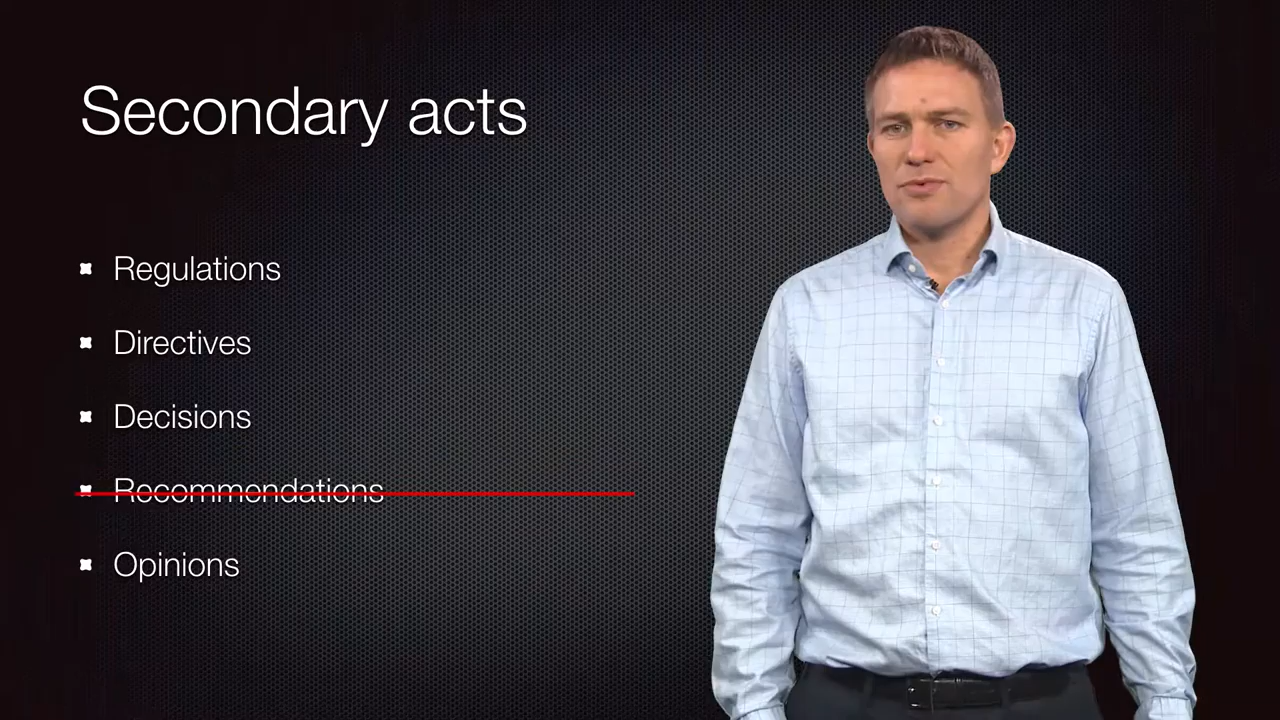 Secondary acts
Regulations
Directives
Decisions
Recommendations
Opinions